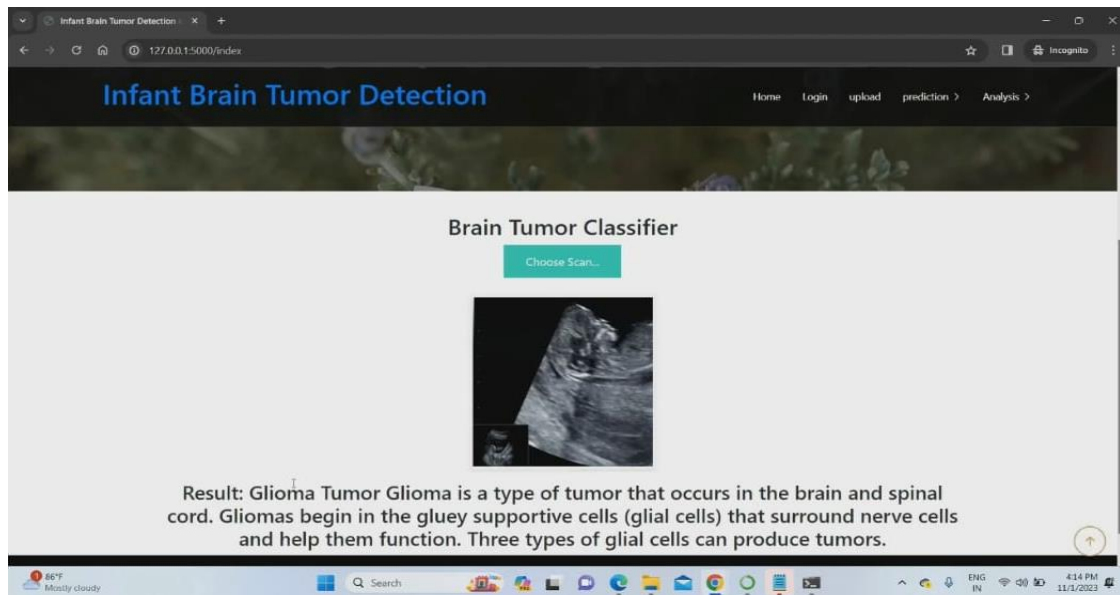 Infant Brain Tumor Detection
127.0.0.1:5000/index
Incognito
Infant Brain Tumor Detection
Home Login upload prediction > Analysis >
Brain Tumor Classifier
Choose Scan...
Result: Glioma Tumor Glioma is a type of tumor that occurs in the brain and spinal
cord. Gliomas begin in the gluey supportive cells (glial cells) that surround nerve cells
and help them function. Three types of glial cells can produce tumors.
1
86°F
Mostly cloudy
Search
ENG
IN
4:14 PM
11/1/2023